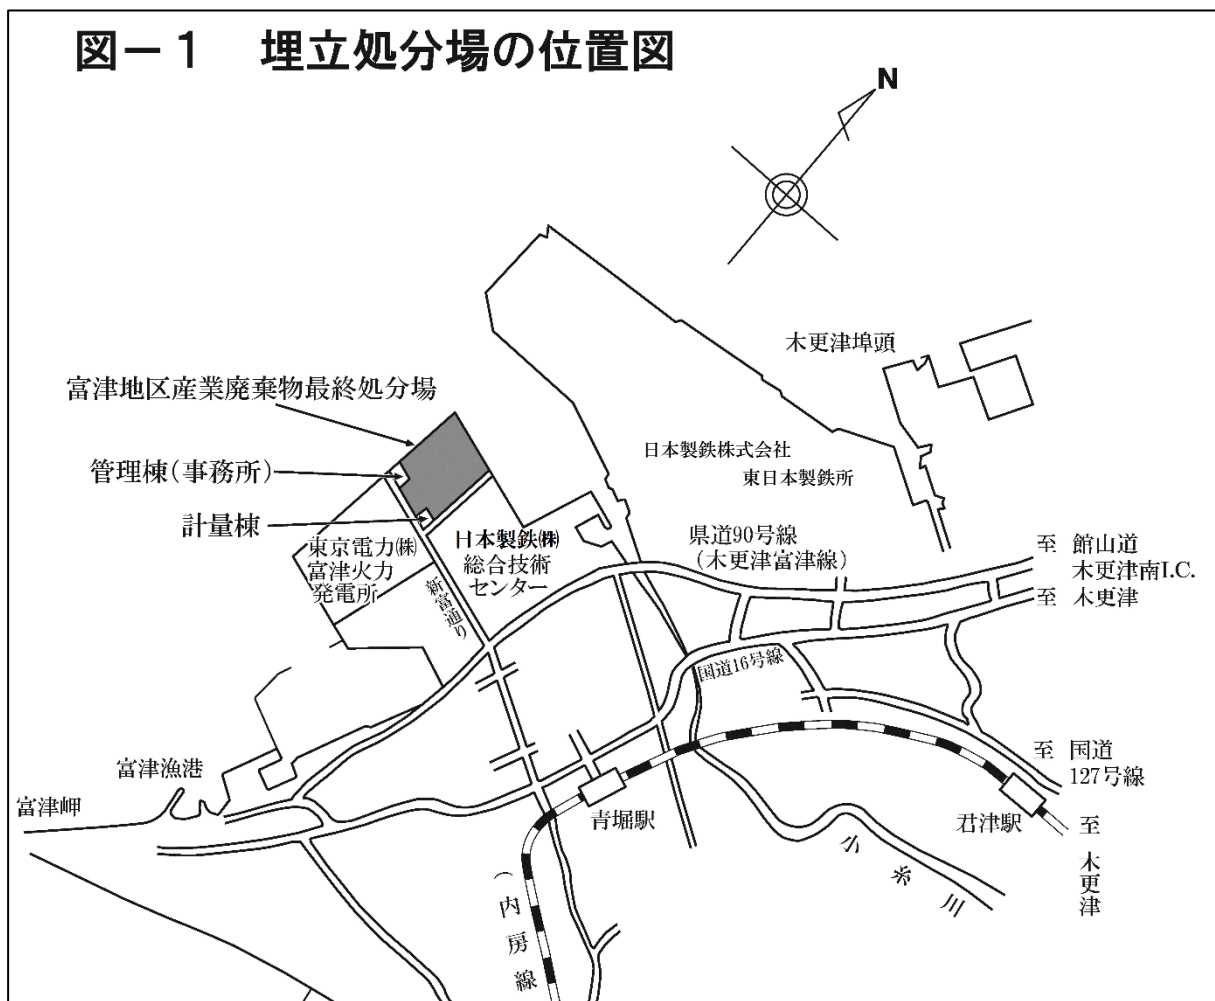 図－１　埋立処分場の位置図
N
木更津埠頭
富津地区産業廃棄物最終処分場
管理棟(事務所)
計量棟
日本製鉄株式会社
東日本製鉄所
東京電力㈱
富津火力
発電所
日本製鉄㈱
総合技術
センター
新富通り
県道90号線
(木更津富津線)
至 館山道
木更津南I.C.
至 木更津
国道16号線
至 国道
127号線
富津漁港
富津岬
青堀駅
君津駅
至木更津
小糸川
(内房線